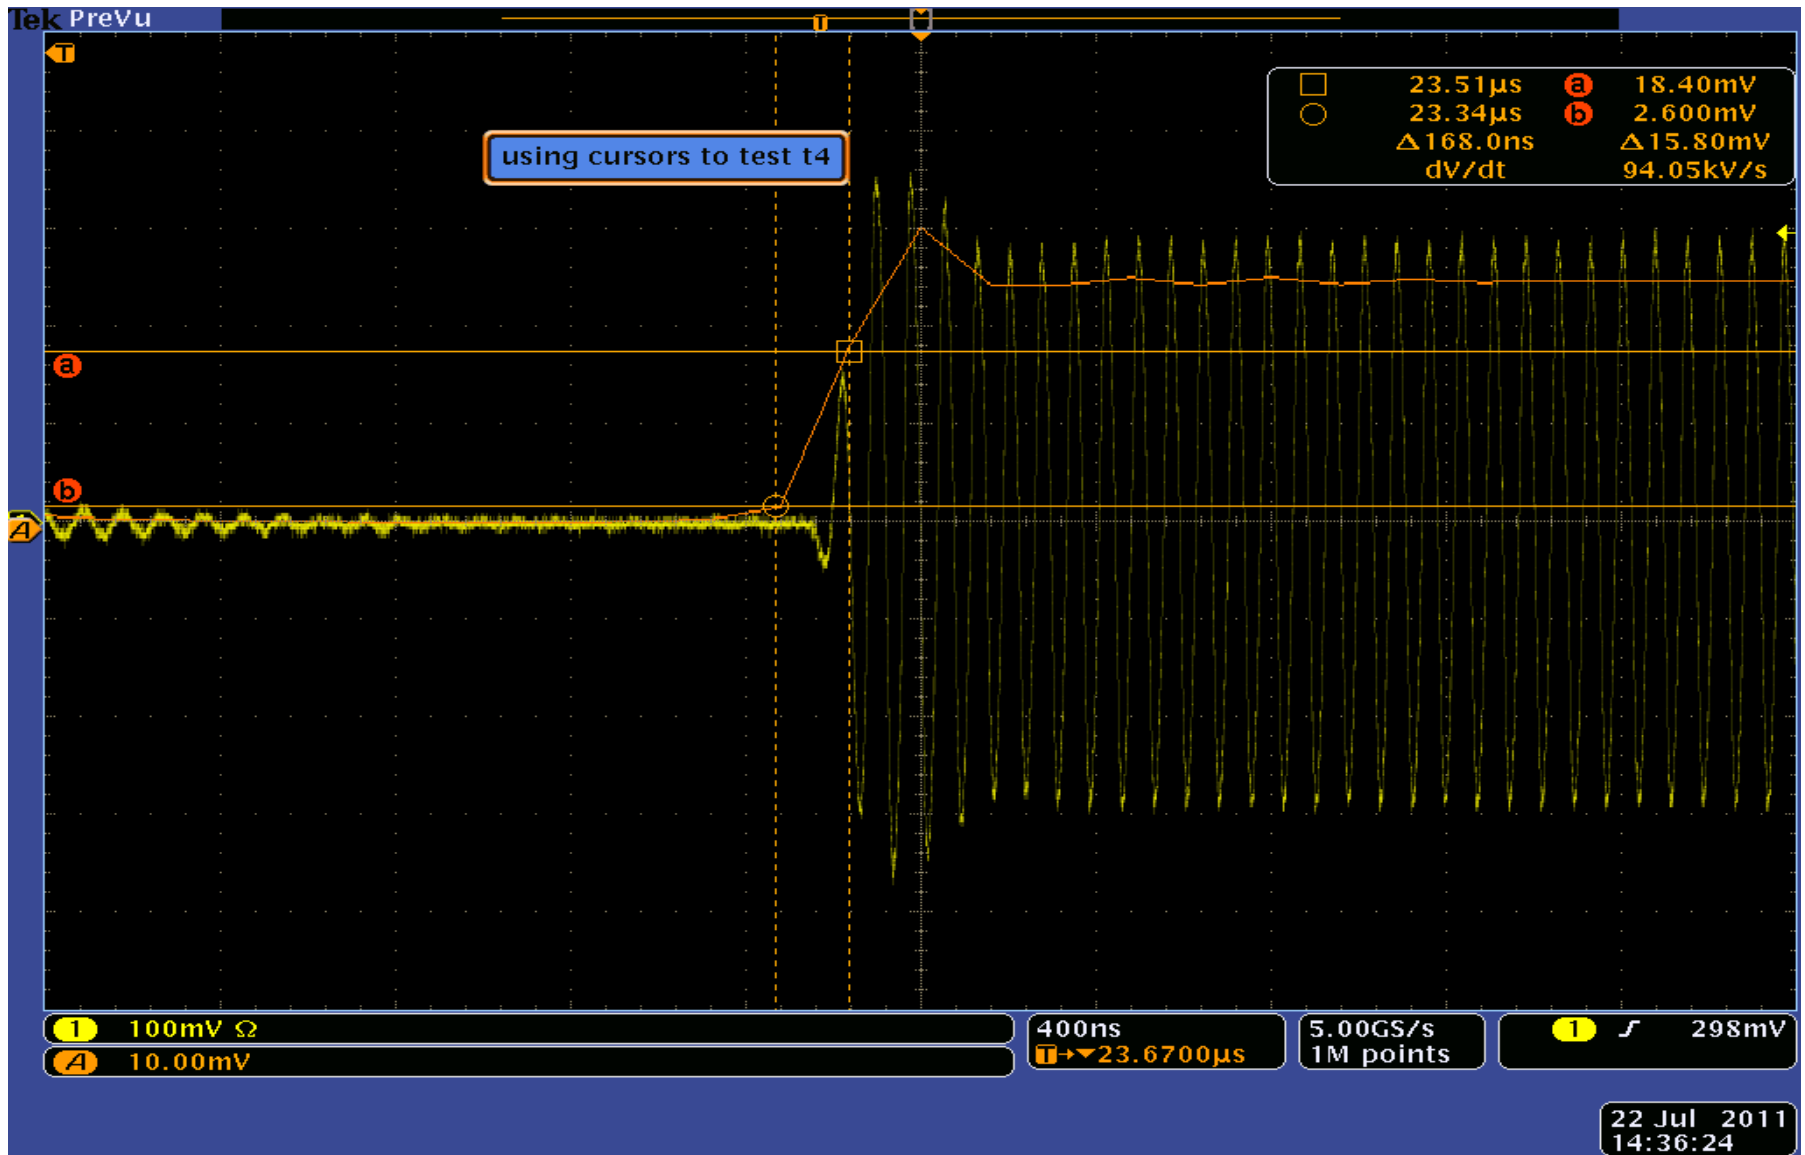 Tek PreVu
T
T
23.51µs a 18.40mV
23.34µs b 2.600mV
Δ168.0ns Δ15.80mV
dV/dt 94.05kV/s
using cursors to test t4
a
b
A
1 100mV Ω
A 10.00mV
400ns
T→▼23.6700µs
5.00GS/s
1M points
1 298mV
22 Jul 2011
14:36:24